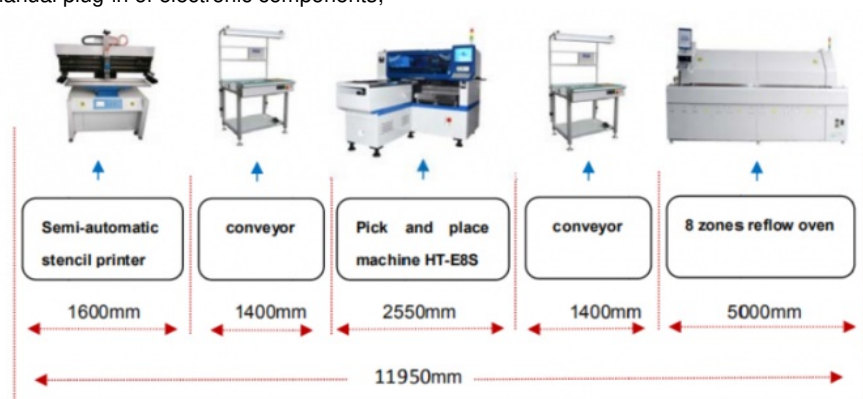 manual plug-in of electronic components;
Semi-automatic
stencil printer
conveyor
Pick and place
machine HT-E8S
conveyor
8 zones reflow oven
1600mm
1400mm
2550mm
1400mm
5000mm
11950mm